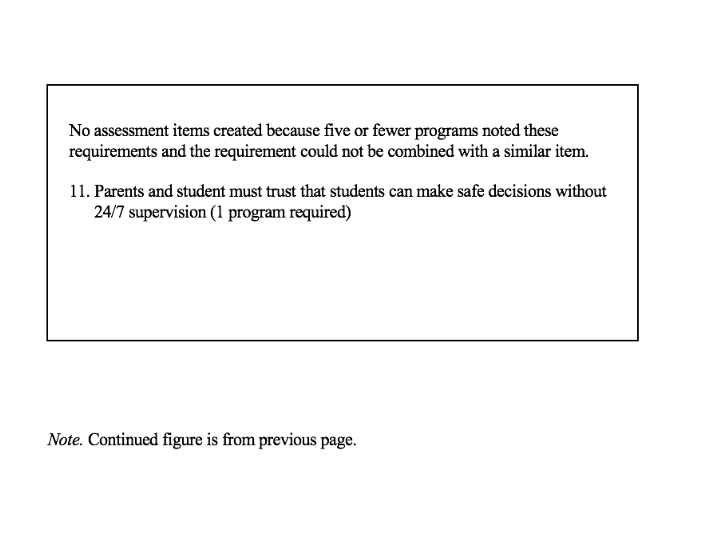 No assessment items created because five or fewer programs noted these
requirements and the requirement could not be combined with a similar item.
11. Parents and student must trust that students can make safe decisions without
24/7 supervision (1 program required)
Note. Continued figure is from previous page.